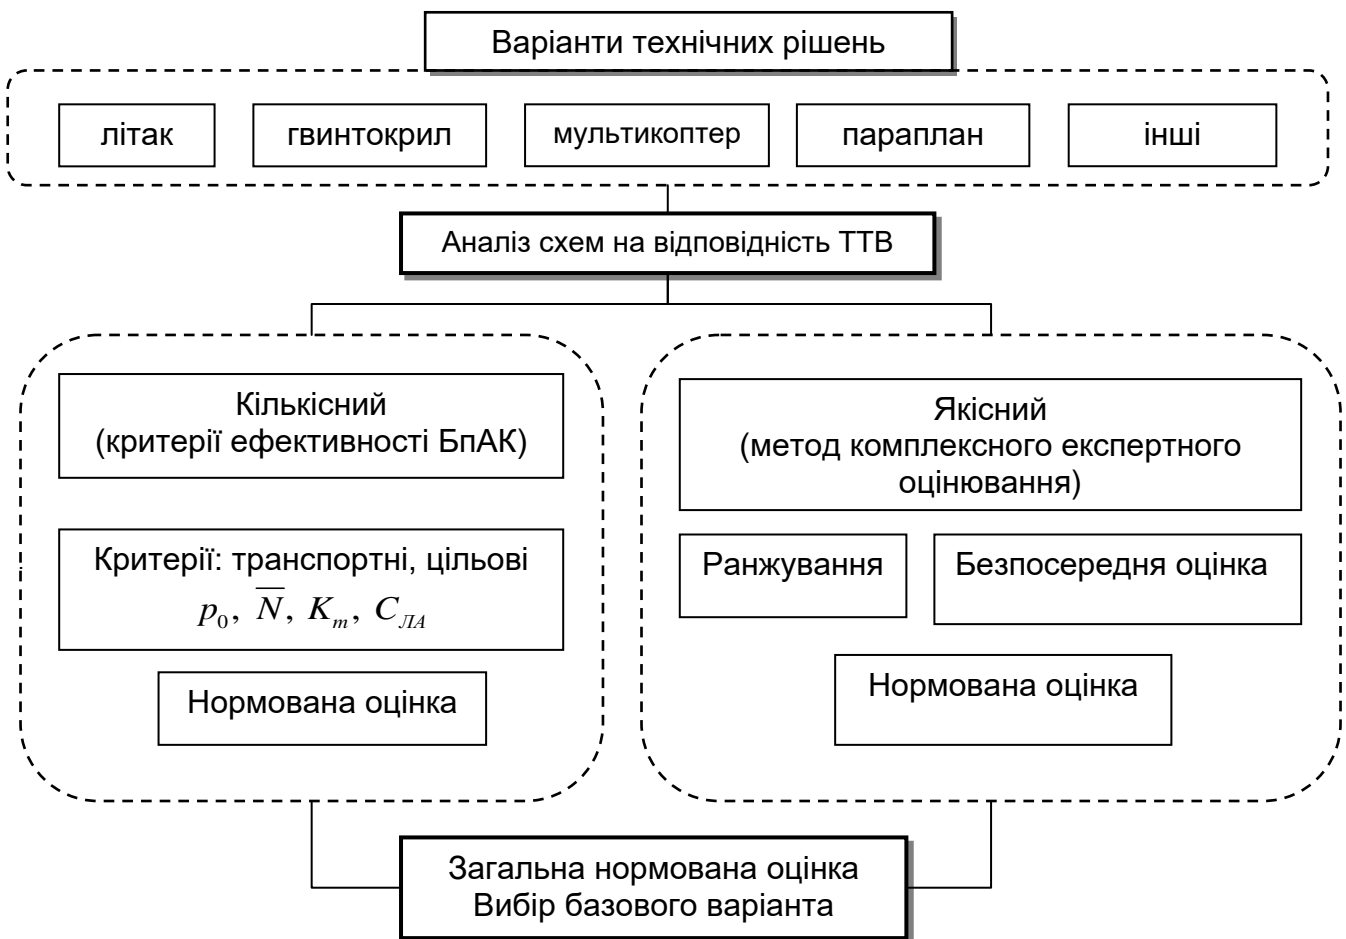 Варіанти технічних рішень
літак
гвинтокрил
мультикоптер
параплан
інші
Аналіз схем на відповідність ТТВ
Кількісний
(критерії ефективності БпАК)
Критерії: транспортні, цільові
p₀, N̅, Kₘ, C_ЛА
Нормована оцінка
Якісний
(метод комплексного експертного
оцінювання)
Ранжування
Безпосередня оцінка
Нормована оцінка
Загальна нормована оцінка
Вибір базового варіанта